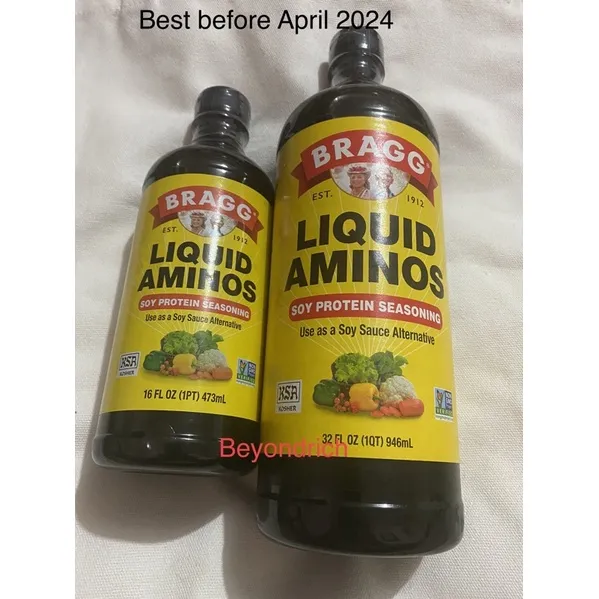 Best before April 2024
BRAGG
EST. 1912
LIQUID
AMINOS
SOY PROTEIN SEASONING
Use as a Soy Sauce Alternative
KSA
KOSHER
16 FL OZ (1PT) 473mL
BRAGG
EST. 1912
LIQUID
AMINOS
SOY PROTEIN SEASONING
Use as a Soy Sauce Alternative
KSA
KOSHER
32 FL OZ (1QT) 946mL
Beyondrich